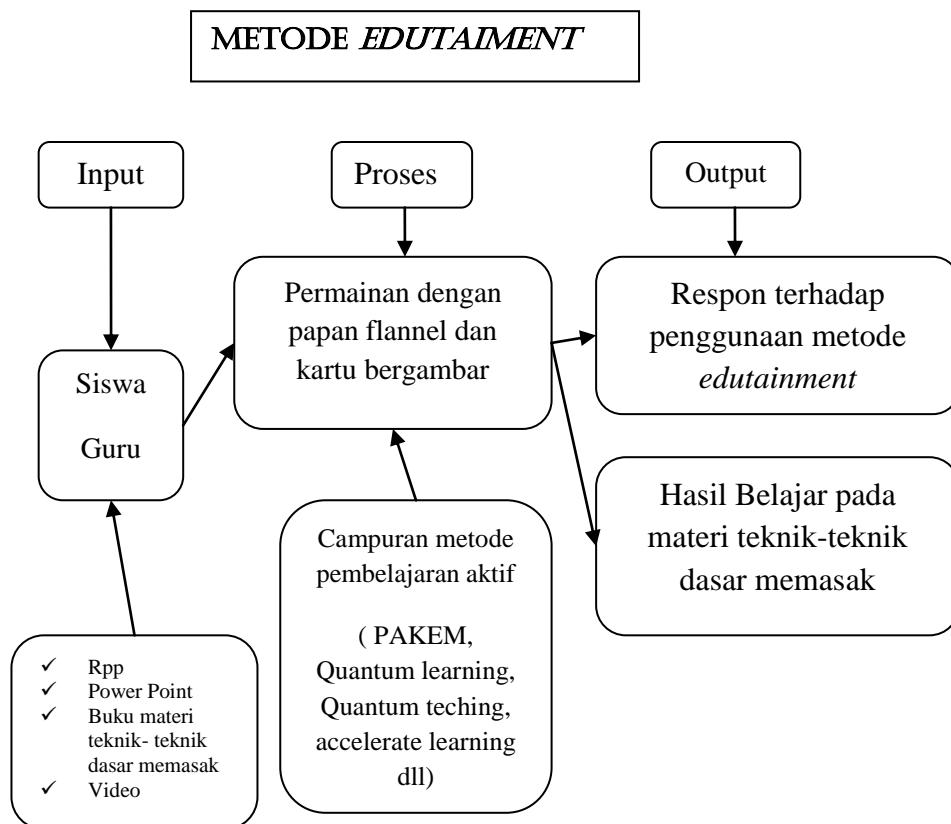 METODE EDUTAIMENT
Input
Proses
Output
Siswa
Guru
Permainan dengan
papan flannel dan
kartu bergambar
Respon terhadap
penggunaan metode
edutainment
Hasil Belajar pada
materi teknik-teknik
dasar memasak
Campuran metode
pembelajaran aktif
( PAKEM,
Quantum learning,
Quantum teching,
accelerate learning
dll)
✓ Rpp
✓ Power Point
✓ Buku materi
teknik- teknik
dasar memasak
✓ Video